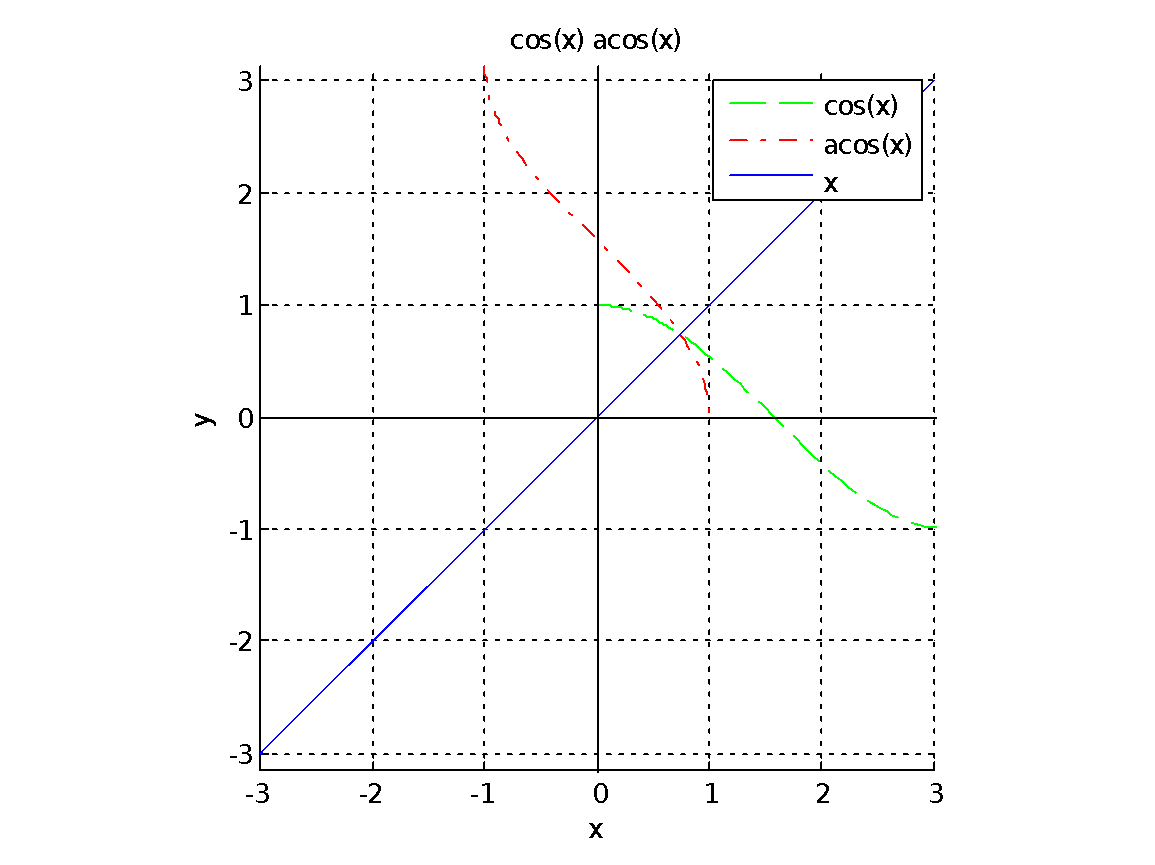 cos(x) acos(x)
3
2
1
0
-1
-2
-3
y
cos(x)
acos(x)
x
-3 -2 -1 0 1 2 3
x